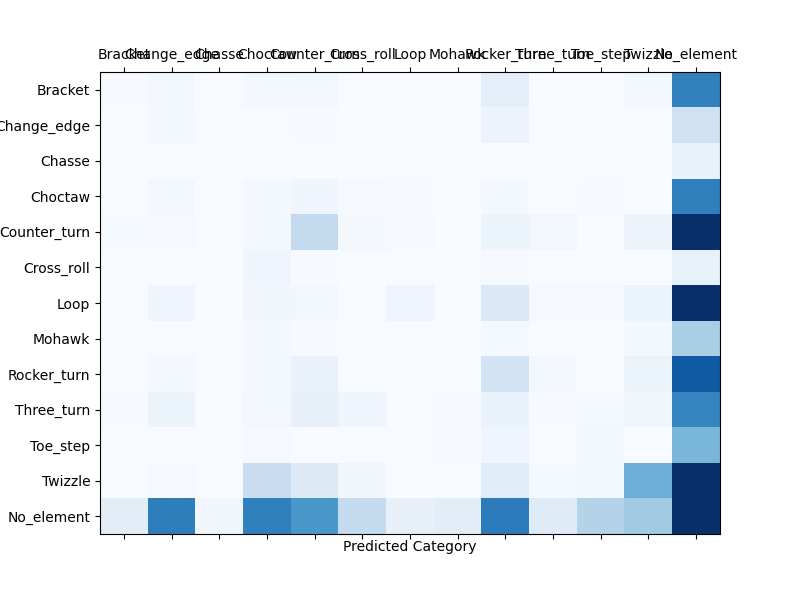 Bracket Change_edge Chasse Choctaw Counter_turn Cross_roll Loop Mohawk Rocker_turn Three_turn Toe_step Twizzle No_element
Bracket
Change_edge
Chasse
Choctaw
Counter_turn
Cross_roll
Loop
Mohawk
Rocker_turn
Three_turn
Toe_step
Twizzle
No_element
Predicted Category